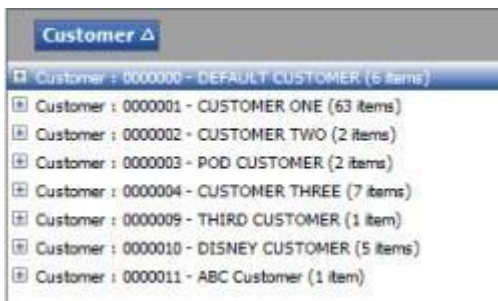 Customer △
Customer : 0000000 - DEFAULT CUSTOMER (6 items)
Customer : 0000001 - CUSTOMER ONE (63 items)
Customer : 0000002 - CUSTOMER TWO (2 items)
Customer : 0000003 - POD CUSTOMER (2 items)
Customer : 0000004 - CUSTOMER THREE (7 items)
Customer : 0000009 - THIRD CUSTOMER (1 item)
Customer : 0000010 - DISNEY CUSTOMER (5 items)
Customer : 0000011 - ABC Customer (1 item)